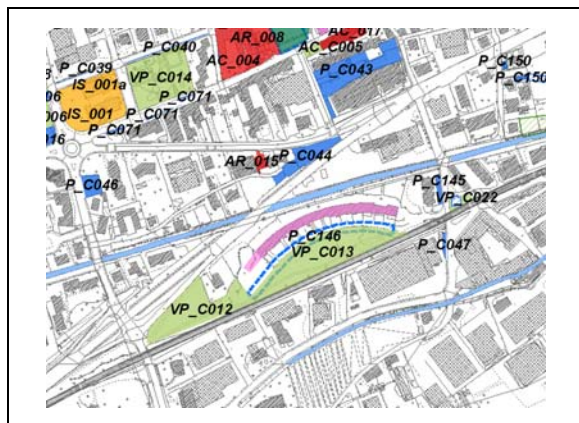 AR_008
AC_017
P_C040
AC_C005
P_C039
AC_004
P_C043
P_C150
VP_C014
IS_001a
P_C150
P_C071
IS_001
P_C071
P_C071
AR_015
P_C044
P_C046
P_C145
VP_C022
P_C146
P_C047
VP_C013
VP_C012